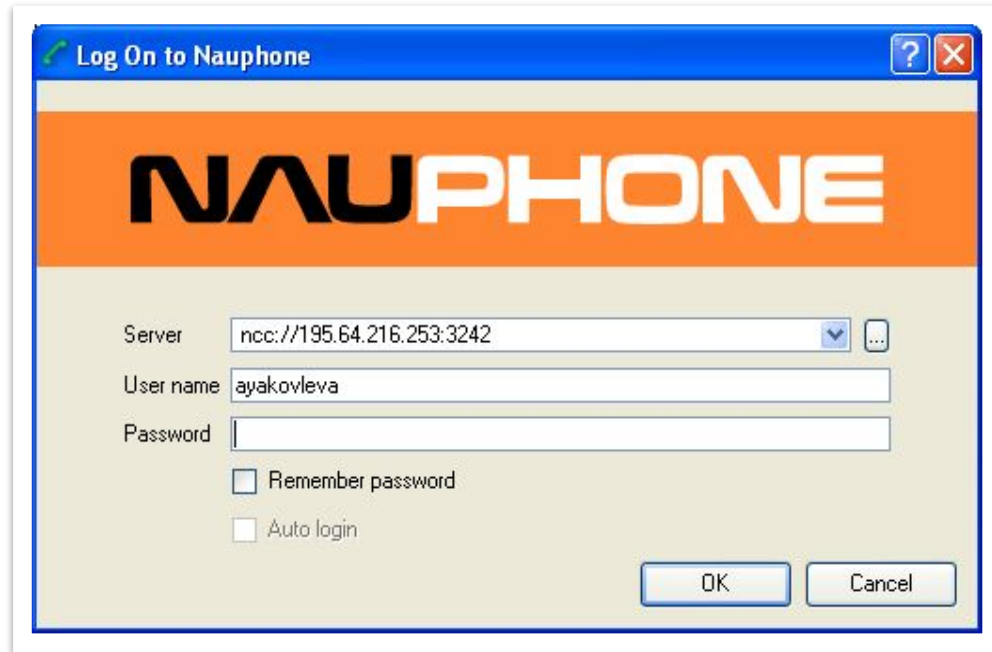 Log On to Nauphone
NAUPHONE
Server ncc://195.64.216.253:3242 ...
User name ayakovleva
Password
Remember password
Auto login
OK Cancel